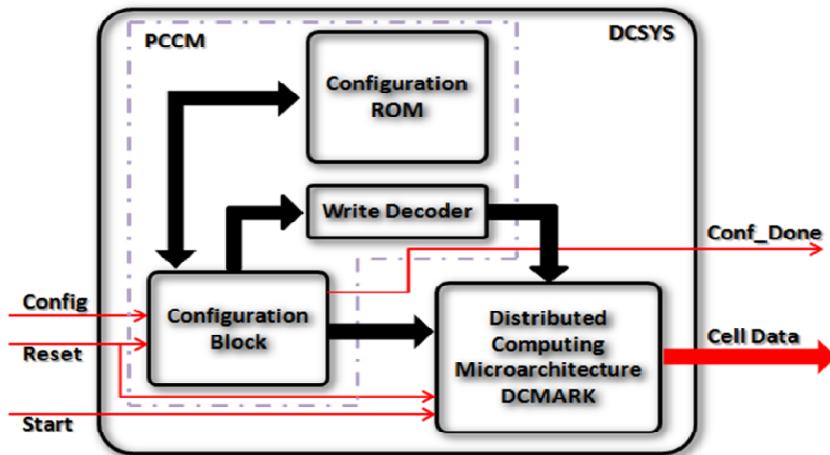 PCCM
DCSYS
Configuration
ROM
Write Decoder
Conf_Done
Config
Configuration
Block
Distributed
Computing
Microarchitecture
DCMARK
Cell Data
Reset
Start